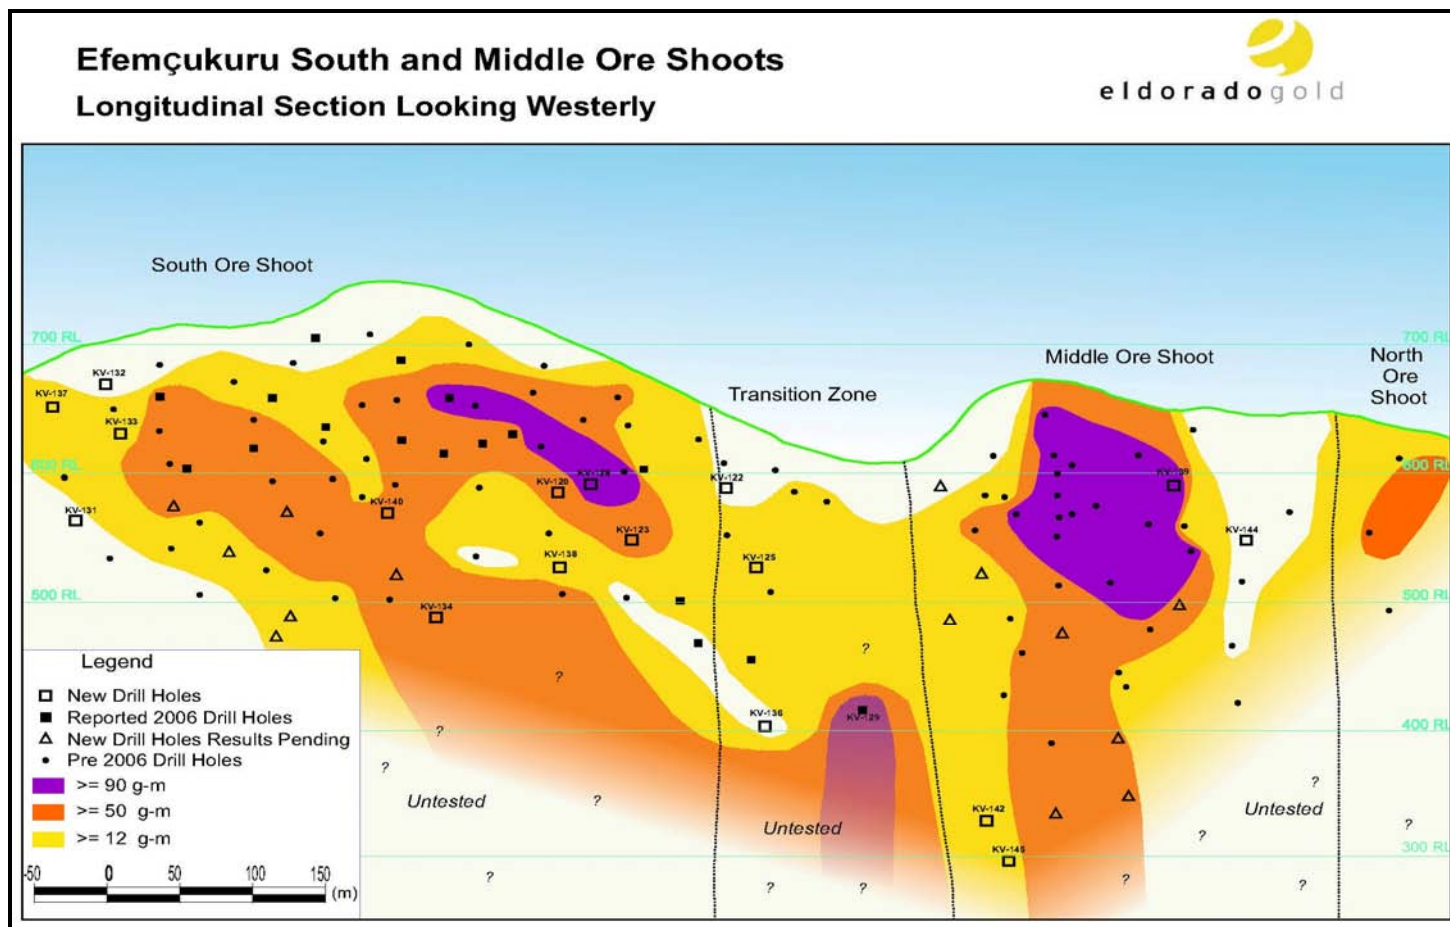 Efemçukuru South and Middle Ore Shoots
Longitudinal Section Looking Westerly
eldoradogold
South Ore Shoot
700 RL
700 RL
Middle Ore Shoot
North
Ore
Shoot
Transition Zone
KV-132
KV-137
KV-133
600 RL
600 RL
KV-120
KV-122
KV-131
KV-140
KV-123
KV-144
KV-138
KV-125
500 RL
500 RL
KV-134
?
?
KV-136
KV-129
?
400 RL
400 RL
?
?
?
Untested
Untested
Untested
KV-142
?
?
KV-145
300 RL
300 RL
?
?
?
?
?
Legend
New Drill Holes
Reported 2006 Drill Holes
New Drill Holes Results Pending
Pre 2006 Drill Holes
>= 90 g-m
>= 50 g-m
>= 12 g-m
-50 0 50 100 150
(m)